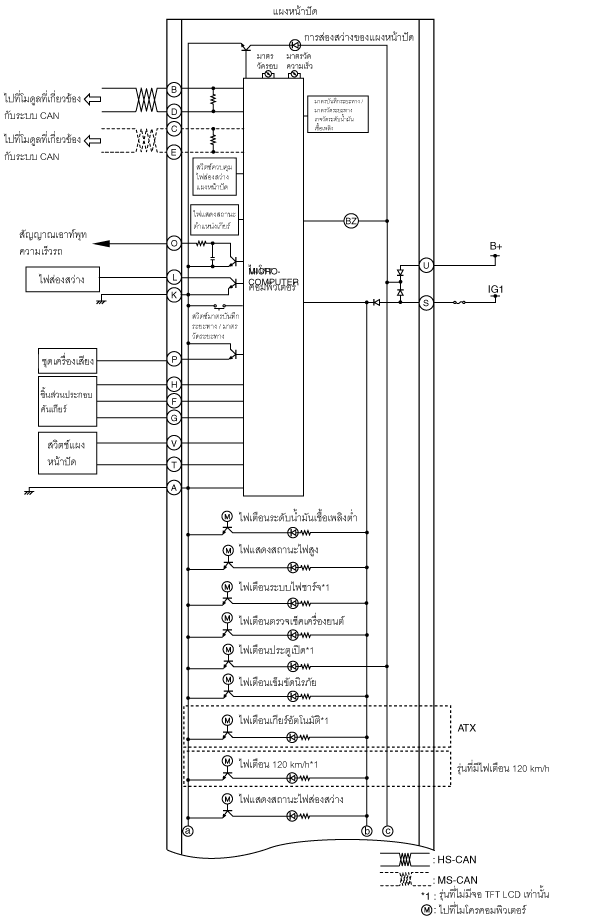 แผงหน้าปัด
การส่องสว่างของแผงหน้าปัด
มาตร
วัดรอบ
มาตรวัด
ความเร็ว
B
ไปที่โมดูลที่เกี่ยวข้อง
กับระบบ CAN
D
C
ไปที่โมดูลที่เกี่ยวข้อง
กับระบบ CAN
E
มาตรบันทึกระยะทาง /
มาตรวัดระยะทาง
เกจวัดระดับน้ำมัน
เชื้อเพลิง
สวิตช์ควบคุม
ไฟส่องสว่าง
แผงหน้าปัด
ไฟแสดงสถานะ
ตำแหน่งเกียร์
BZ
สัญญาณเอาท์พุท
ความเร็วรถ
O
B+
U
ไฟส่องสว่าง
L
MICRO-
COMPUTER
คอมพิวเตอร์
K
IG1
S
สวิตช์มาตรบันทึก
ระยะทาง / มาตร
วัดระยะทาง
ชุดเครื่องเสียง
P
ชิ้นส่วนประกอบ
คันเกียร์
H
F
G
สวิตช์แผง
หน้าปัด
V
T
A
M ไฟเตือนระดับน้ำมันเชื้อเพลิงต่ำ
M ไฟแสดงสถานะไฟสูง
M ไฟเตือนระบบไฟชาร์จ*1
M ไฟเตือนตรวจเช็คเครื่องยนต์
M ไฟเตือนประตูเปิด*1
M ไฟเตือนเข็มขัดนิรภัย
M ไฟเตือนเกียร์อัตโนมัติ*1
ATX
M ไฟเตือน 120 km/h*1
รุ่นที่มีไฟเตือน 120 km/h
M ไฟแสดงสถานะไฟส่องสว่าง
a
b
c
: HS-CAN
: MS-CAN
*1 : รุ่นที่ไม่มีจอ TFT LCD เท่านั้น
M : ไปที่ไมโครคอมพิวเตอร์